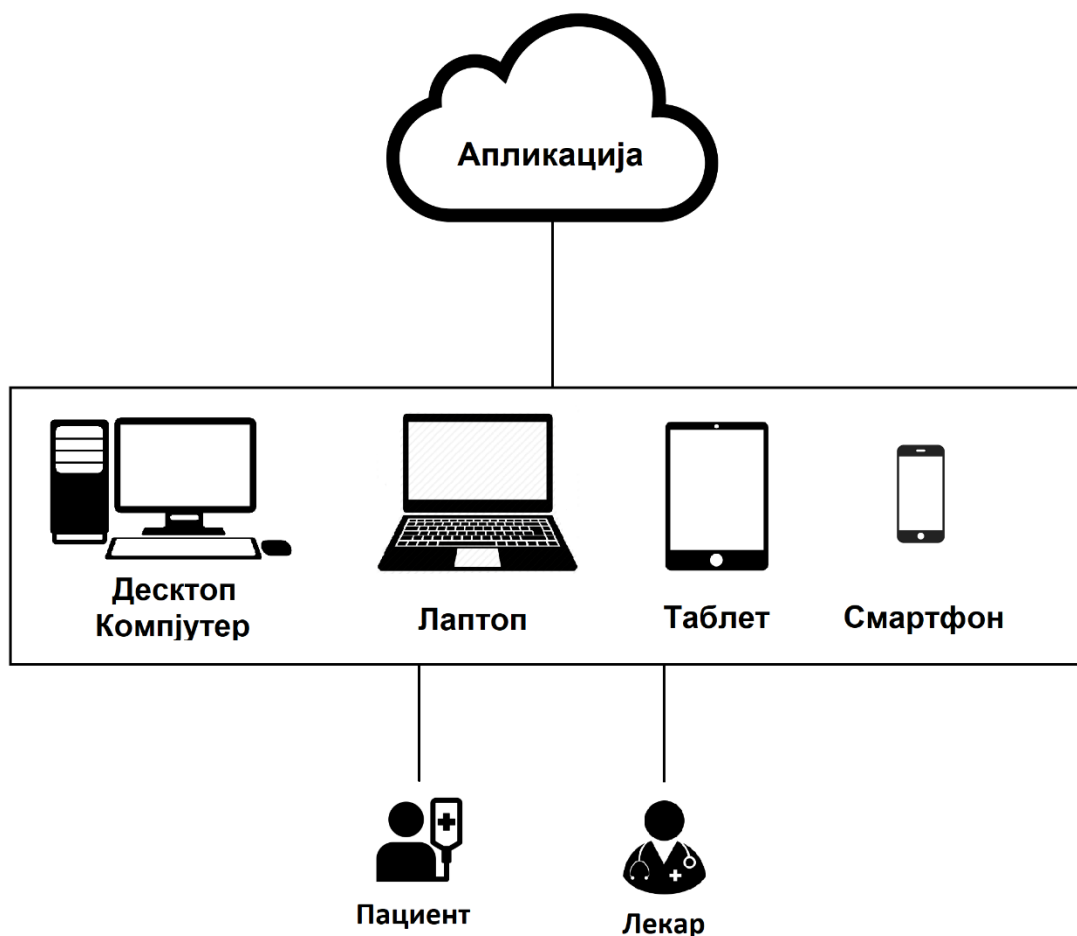 Апликација
Десктоп
Компјутер
Лаптоп
Таблет
Смартфон
Пациент
Лекар